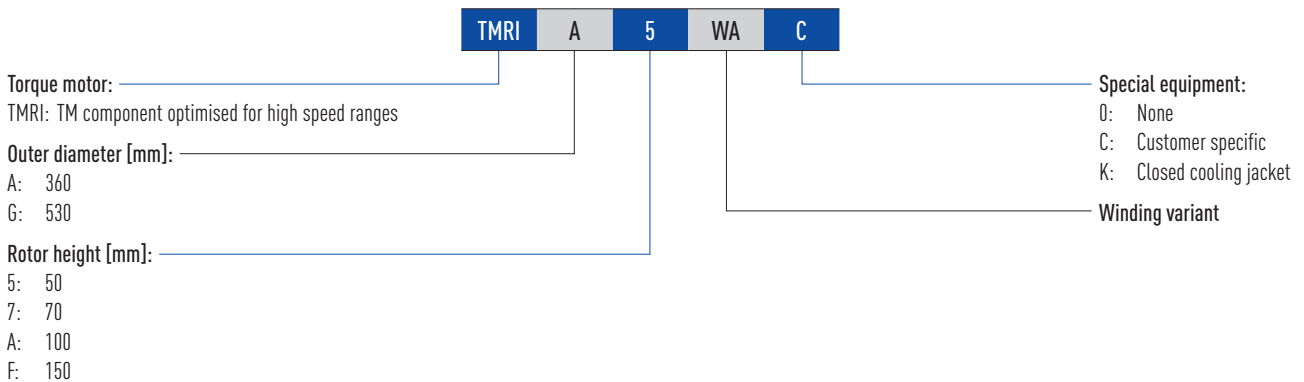 TMRI A 5 WA C
Torque motor:
TMRI: TM component optimised for high speed ranges
Outer diameter [mm]:
A: 360
G: 530
Rotor height [mm]:
5: 50
7: 70
A: 100
F: 150
Special equipment:
0: None
C: Customer specific
K: Closed cooling jacket
Winding variant